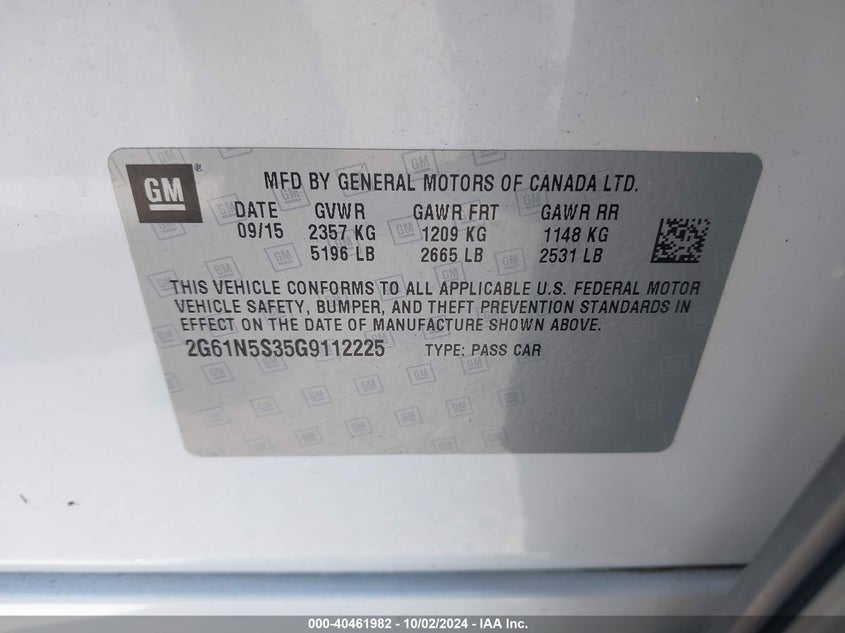 GM ®
MFD BY GENERAL MOTORS OF CANADA LTD.
DATE GVWR GAWR FRT GAWR RR
09/15 2357 KG 1209 KG 1148 KG
5196 LB 2665 LB 2531 LB
THIS VEHICLE CONFORMS TO ALL APPLICABLE U.S. FEDERAL MOTOR
VEHICLE SAFETY, BUMPER, AND THEFT PREVENTION STANDARDS IN
EFFECT ON THE DATE OF MANUFACTURE SHOWN ABOVE.
2G61N5S35G9112225 TYPE: PASS CAR
000-40461982 - 10/02/2024 - IAA Inc.